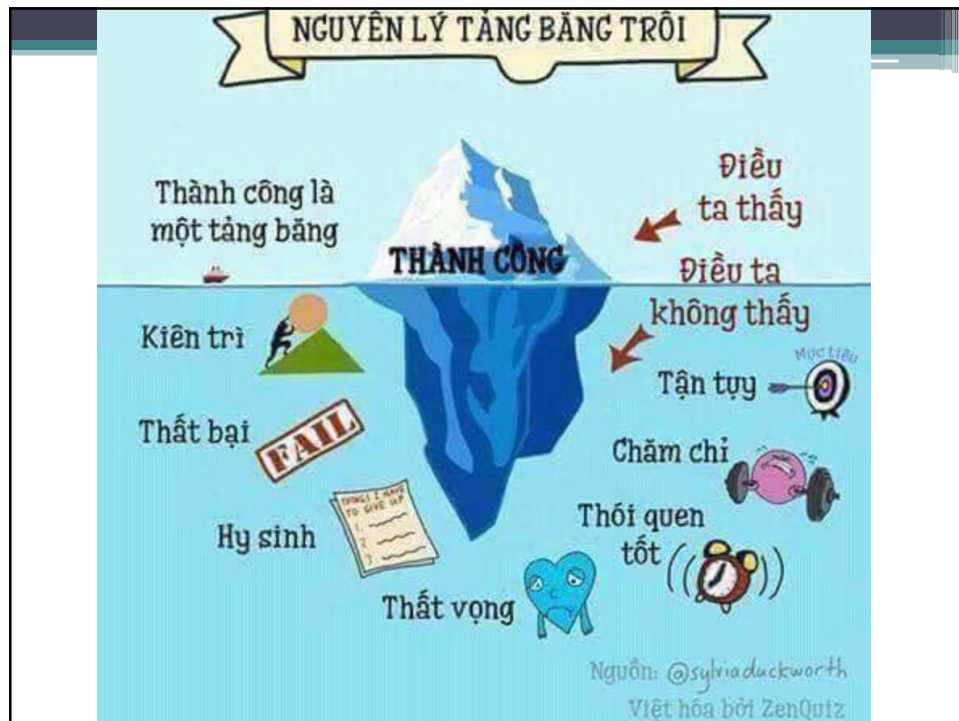 NGUYÊN LÝ TẢNG BĂNG TRÔI
Thành công là
một tảng băng
THÀNH CÔNG
Điều
ta thấy
Điều ta
không thấy
Kiên trì
Thất bại
FAIL
Hy sinh
THINGS I HAVE
TO GIVE UP
1
2
3
Thất vọng
Mục tiêu
Tận tụy
Chăm chỉ
Thói quen
tốt
Nguồn: @sylviaduckworth
Việt hóa bởi ZenQuiz